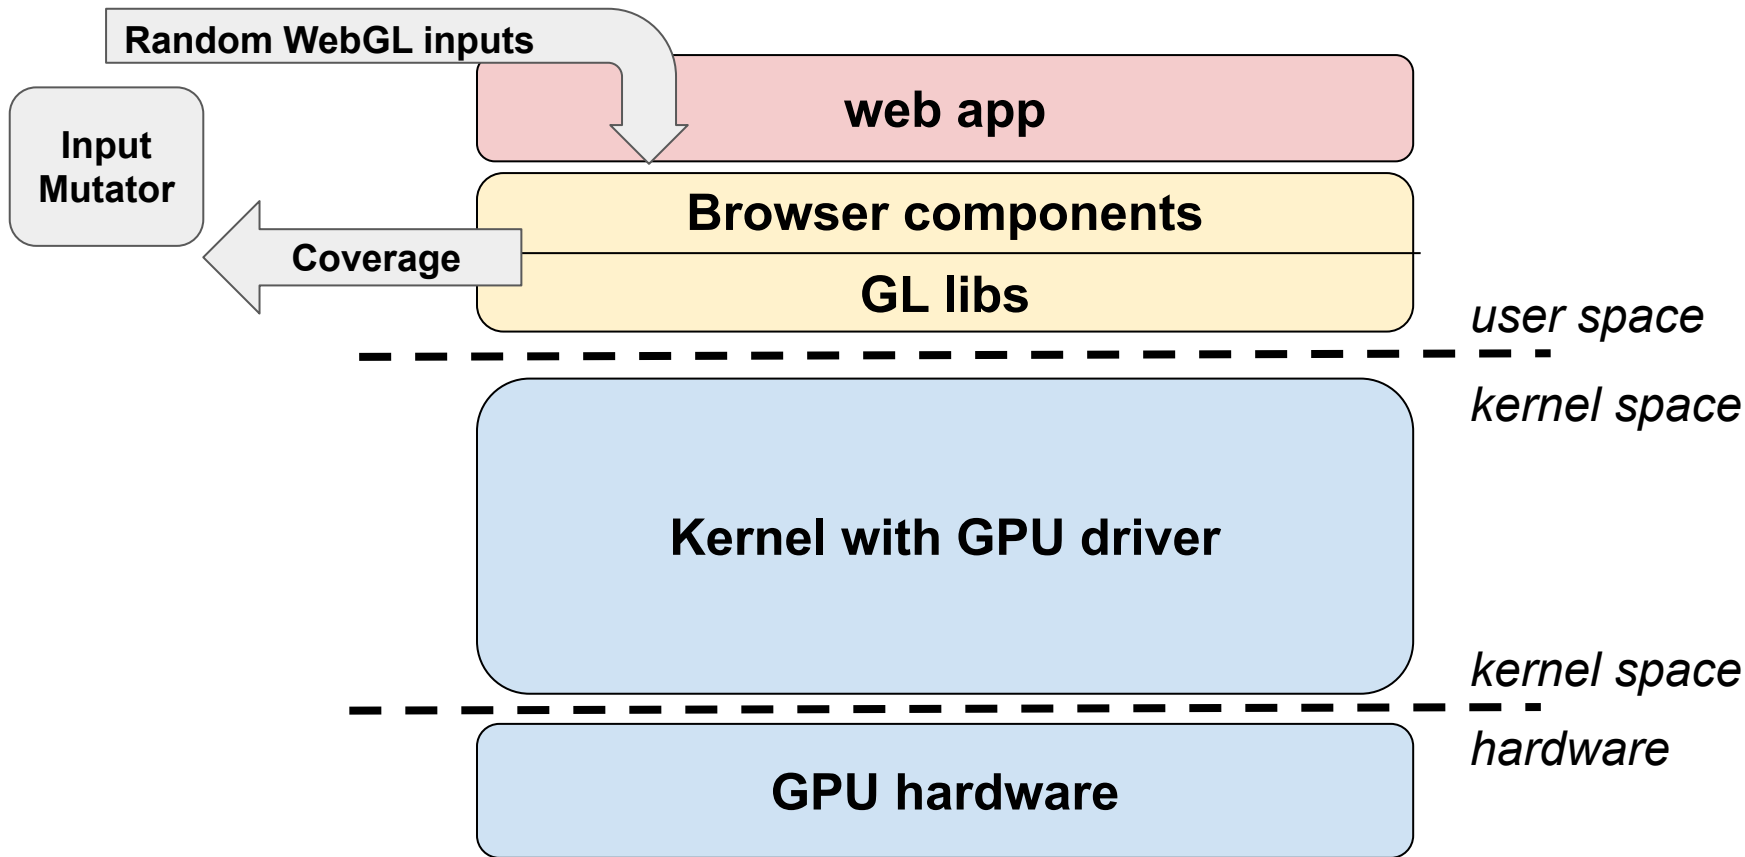 Random WebGL inputs
web app
Input
Mutator
Browser components
Coverage
GL libs
user space
kernel space
Kernel with GPU driver
kernel space
hardware
GPU hardware